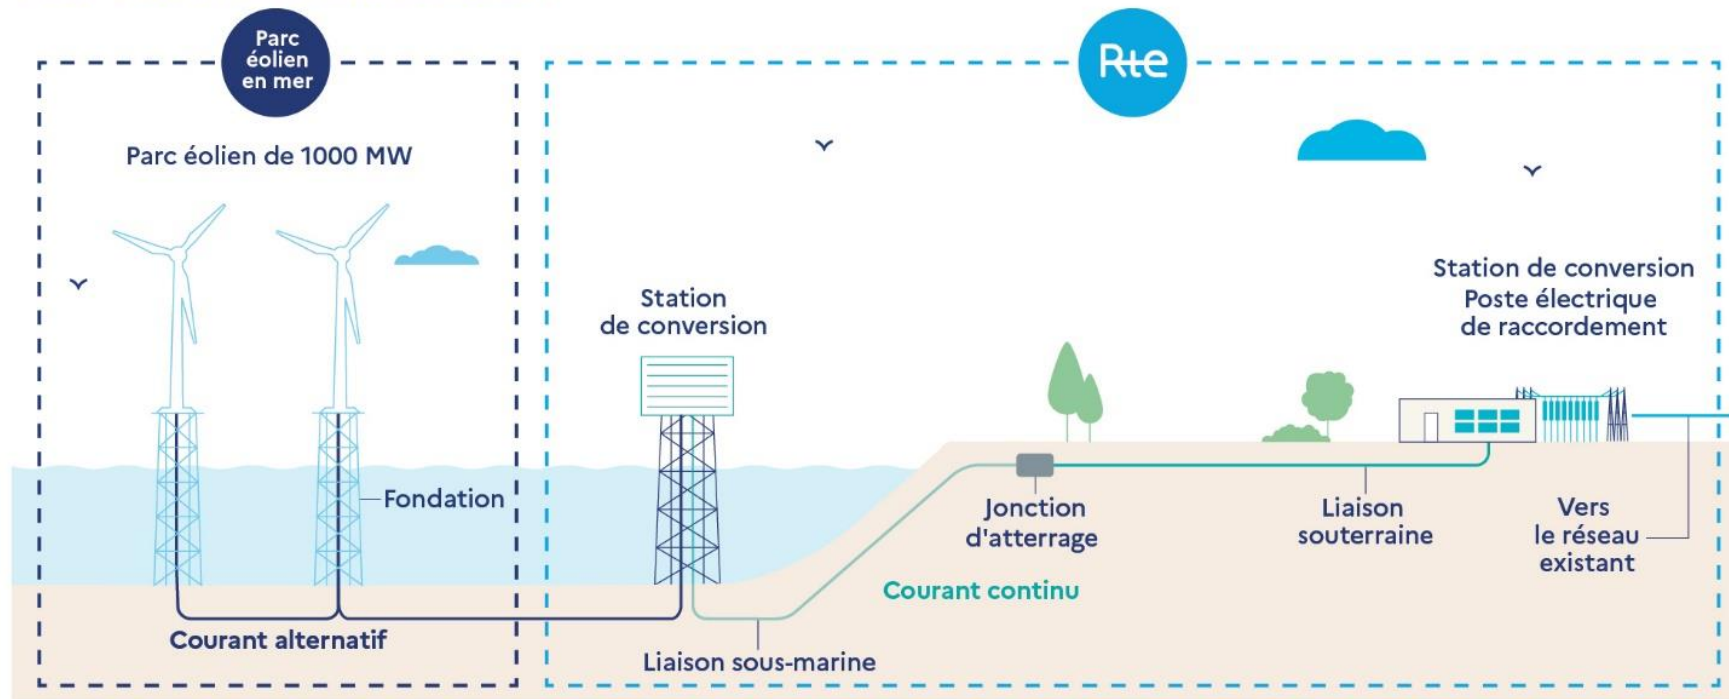 Parc
éolien
en mer
Rte
Parc éolien de 1000 MW
Station
de conversion
Station de conversion
Poste électrique
de raccordement
Fondation
Jonction
d'atterrage
Liaison
souterraine
Vers
le réseau
existant
Courant continu
Courant alternatif
Liaison sous-marine